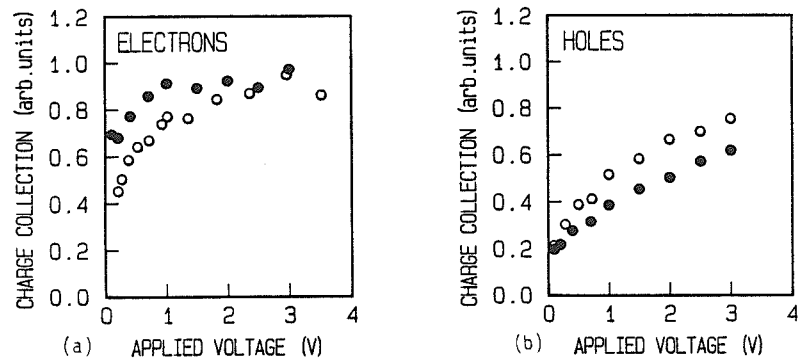 1.2
1.0
0.8
0.6
0.4
0.2
0.0
CHARGE COLLECTION (arb.units)
ELECTRONS
0 1 2 3 4
(a) APPLIED VOLTAGE (V)
1.2
1.0
0.8
0.6
0.4
0.2
0.0
CHARGE COLLECTION (arb.units)
HOLES
0 1 2 3 4
(b) APPLIED VOLTAGE (V)